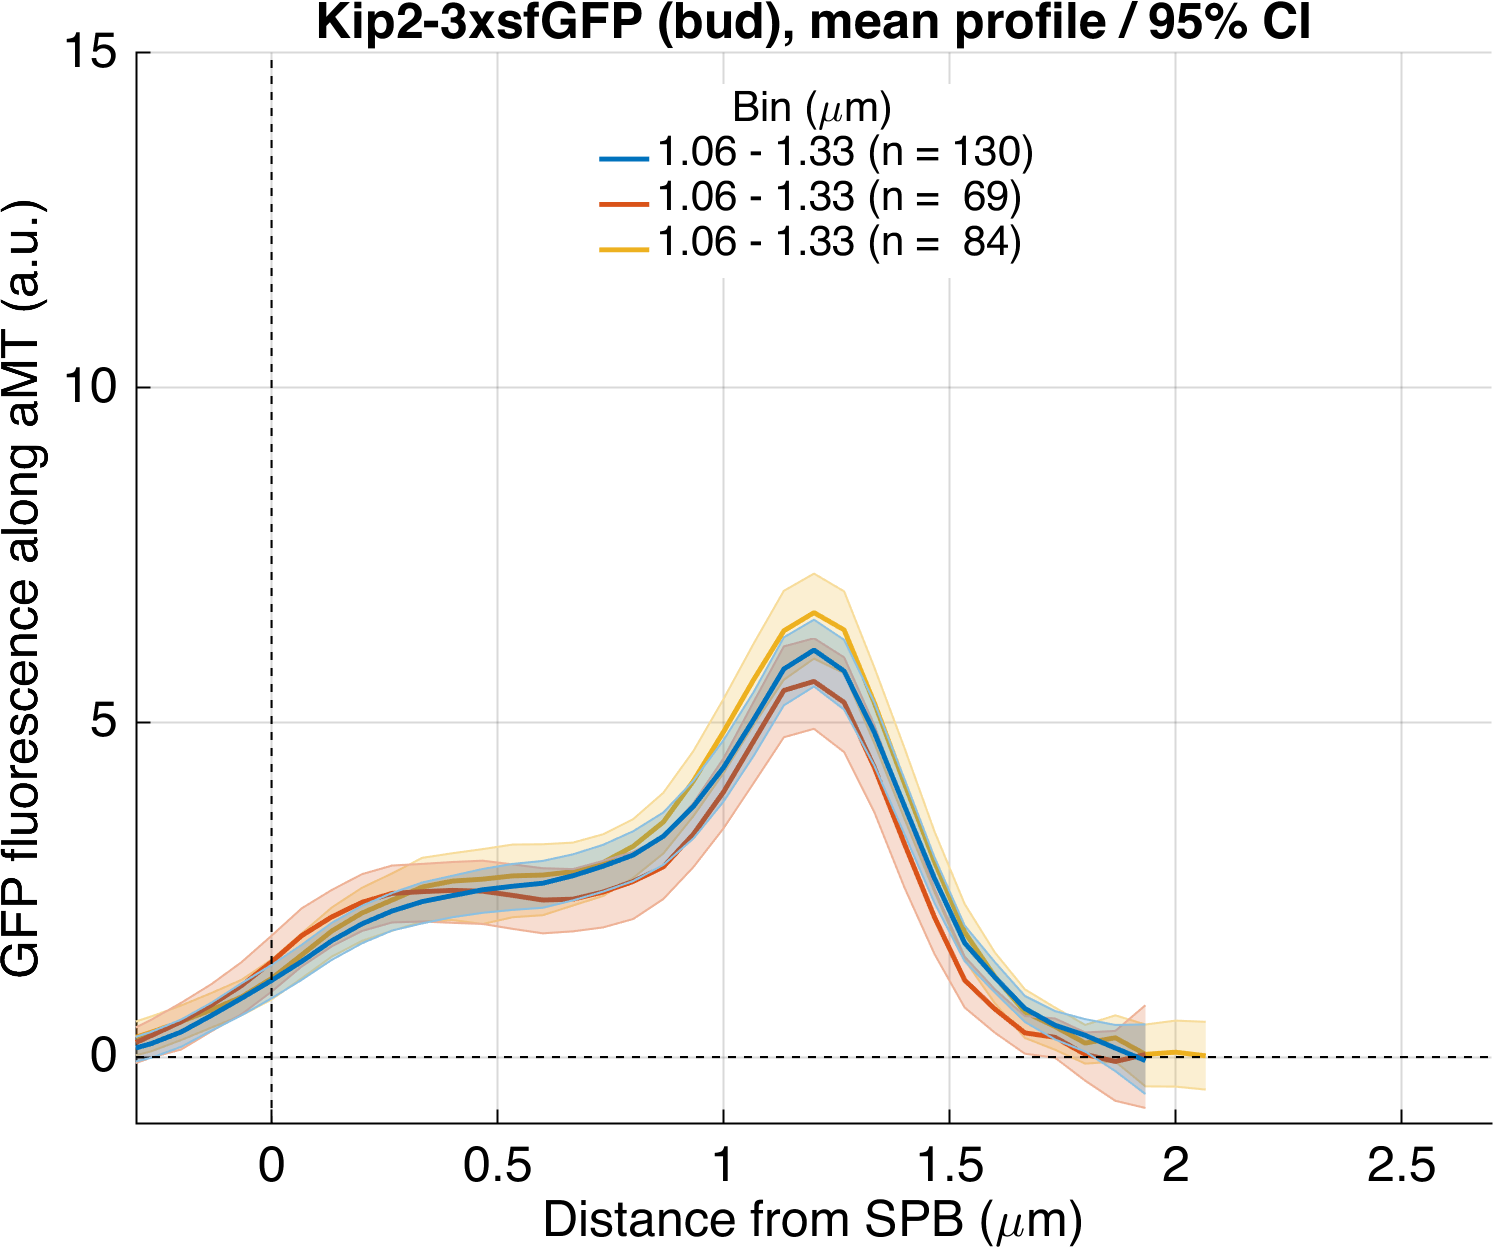 Kip2-3xsfGFP (bud), mean profile / 95% CI
15
10
5
0
GFP fluorescence along aMT (a.u.)
Bin (μm)
1.06 - 1.33 (n = 130)
1.06 - 1.33 (n =  69)
1.06 - 1.33 (n =  84)
0 0.5 1 1.5 2 2.5
Distance from SPB (μm)